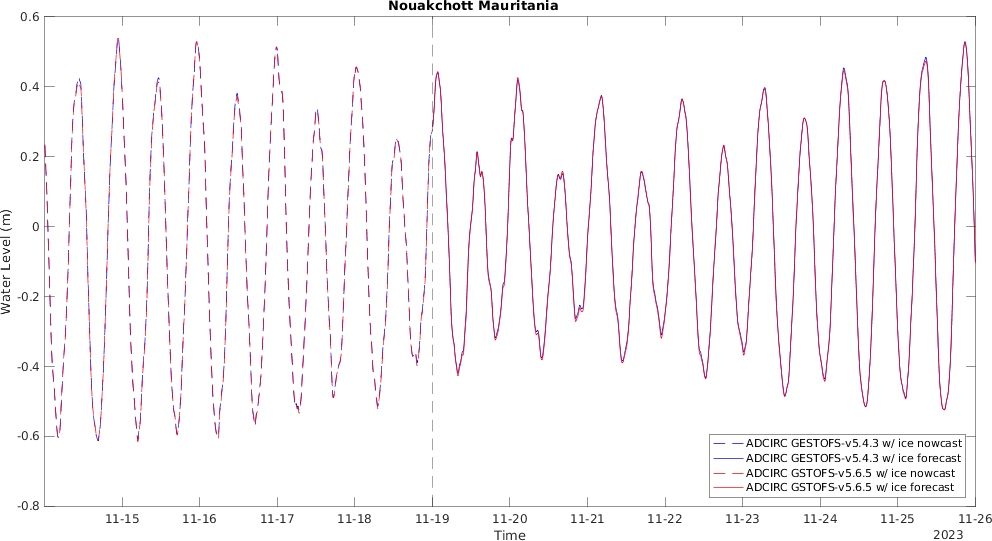 Nouakchott Mauritania
0.6
0.4
0.2
0
-0.2
-0.4
-0.6
-0.8
Water Level (m)
ADCIRC GESTOFS-v5.4.3 w/ ice nowcast
ADCIRC GESTOFS-v5.4.3 w/ ice forecast
ADCIRC GSTOFS-v5.6.5 w/ ice nowcast
ADCIRC GSTOFS-v5.6.5 w/ ice forecast
11-15 11-16 11-17 11-18 11-19 11-20 11-21 11-22 11-23 11-24 11-25 11-26
Time
2023